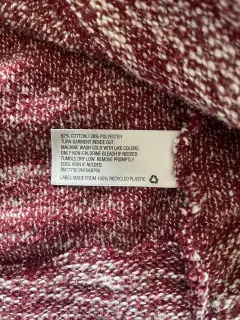 62% COTTON / 38% POLYESTER
TURN GARMENT INSIDE OUT.
MACHINE WASH COLD WITH LIKE COLORS.
ONLY NON-CHLORINE BLEACH IF NEEDED.
TUMBLE DRY LOW. REMOVE PROMPTLY.
COOL IRON IF NEEDED.
LABEL MADE FROM 100% RECYCLED PLASTIC